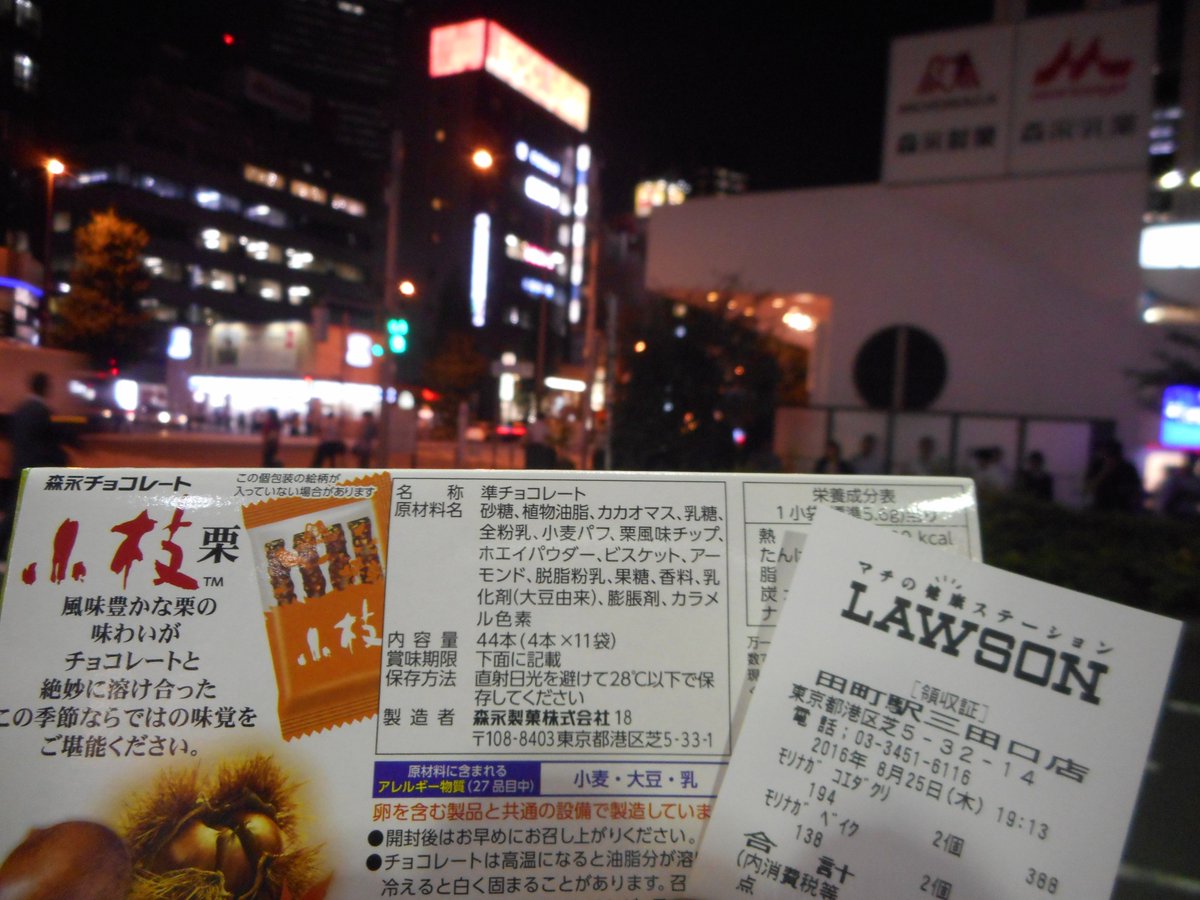 森永製菓
森永乳業
森永チョコレート
小枝 栗
TM
風味豊かな栗の
味わいが
チョコレートと
絶妙に溶け合った
この季節ならではの味覚を
ご堪能ください。
この個包装の絵柄が
入っていない場合があります
小枝
名称 準チョコレート
原材料名 砂糖、植物油脂、カカオマス、乳糖、
全粉乳、小麦パフ、栗風味チップ、
ホエイパウダー、ビスケット、アー
モンド、脱脂粉乳、果糖、香料、乳
化剤(大豆由来)、膨脹剤、カラメ
ル色素
内容量 44本(4本×11袋)
賞味期限 下面に記載
保存方法 直射日光を避けて28℃以下で保
存してください
製造者 森永製菓株式会社 18
〒108-8403東京都港区芝5-33-1
原材料に含まれる
アレルギー物質(27品目中)
小麦・大豆・乳
卵を含む製品と共通の設備で製造していま
●開封後はお早めにお召し上がりください。
●チョコレートは高温になると油脂分が溶
冷えると白く固まることがあります。召
栄養成分表
1小袋
kcal
熱
たん
脂
炭
ナ
万一
数
マチの健康ステーション
LAWSON
[領収証]
田町駅三田口店
東京都港区芝5-32-14
電話:03-3451-6116
2016年 8月25日(木) 19:13
モリナガ コエダクリ
194 2個 388
モリナガ ベイク
138 2個
合 計
(内消費税等
点